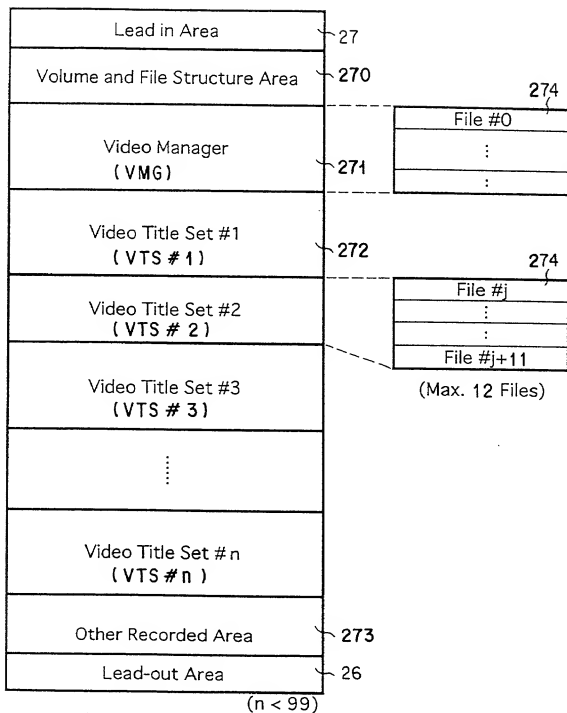 Lead in Area
27
Volume and File Structure Area
270
Video Manager
(VMG)
271
274
File #0
⋮
⋮
Video Title Set #1
(VTS #1)
272
Video Title Set #2
(VTS # 2)
274
File #j
⋮
⋮
File #j+11
(Max. 12 Files)
Video Title Set #3
(VTS # 3)
⋮
Video Title Set #n
(VTS #n)
Other Recorded Area
273
Lead-out Area
26
(n < 99)